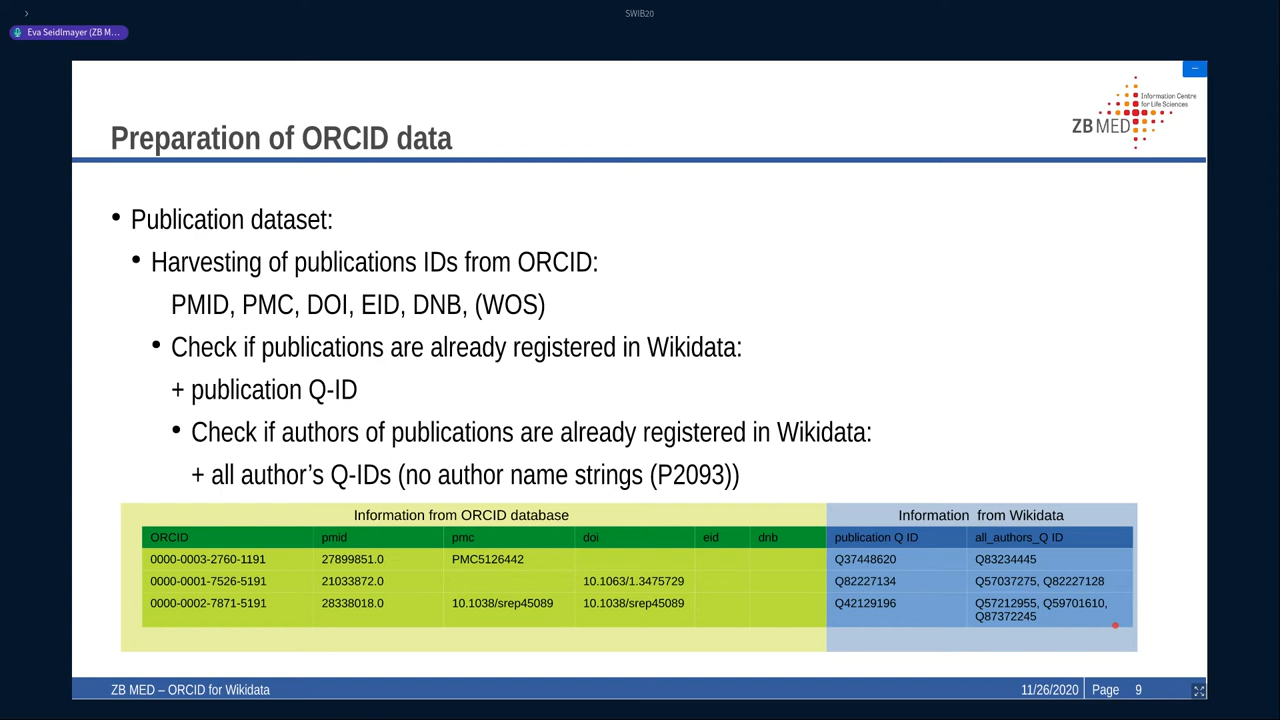 SWIB20
Eva Seidlmayer (ZB M...
Information Centre
for Life Sciences
ZB MED
Preparation of ORCID data
• Publication dataset:
• Harvesting of publications IDs from ORCID:
PMID, PMC, DOI, EID, DNB, (WOS)
• Check if publications are already registered in Wikidata:
+ publication Q-ID
• Check if authors of publications are already registered in Wikidata:
+ all author’s Q-IDs (no author name strings (P2093))
Information from ORCID database Information from Wikidata
ORCID pmid pmc doi eid dnb publication Q ID all_authors_Q ID
0000-0003-2760-1191 27899851.0 PMC5126442 Q37448620 Q83234445
0000-0001-7526-5191 21033872.0 10.1063/1.3475729 Q82227134 Q57037275, Q82227128
0000-0002-7871-5191 28338018.0 10.1038/srep45089 10.1038/srep45089 Q42129196 Q57212955, Q59701610,
Q87372245
ZB MED – ORCID for Wikidata 11/26/2020 Page 9